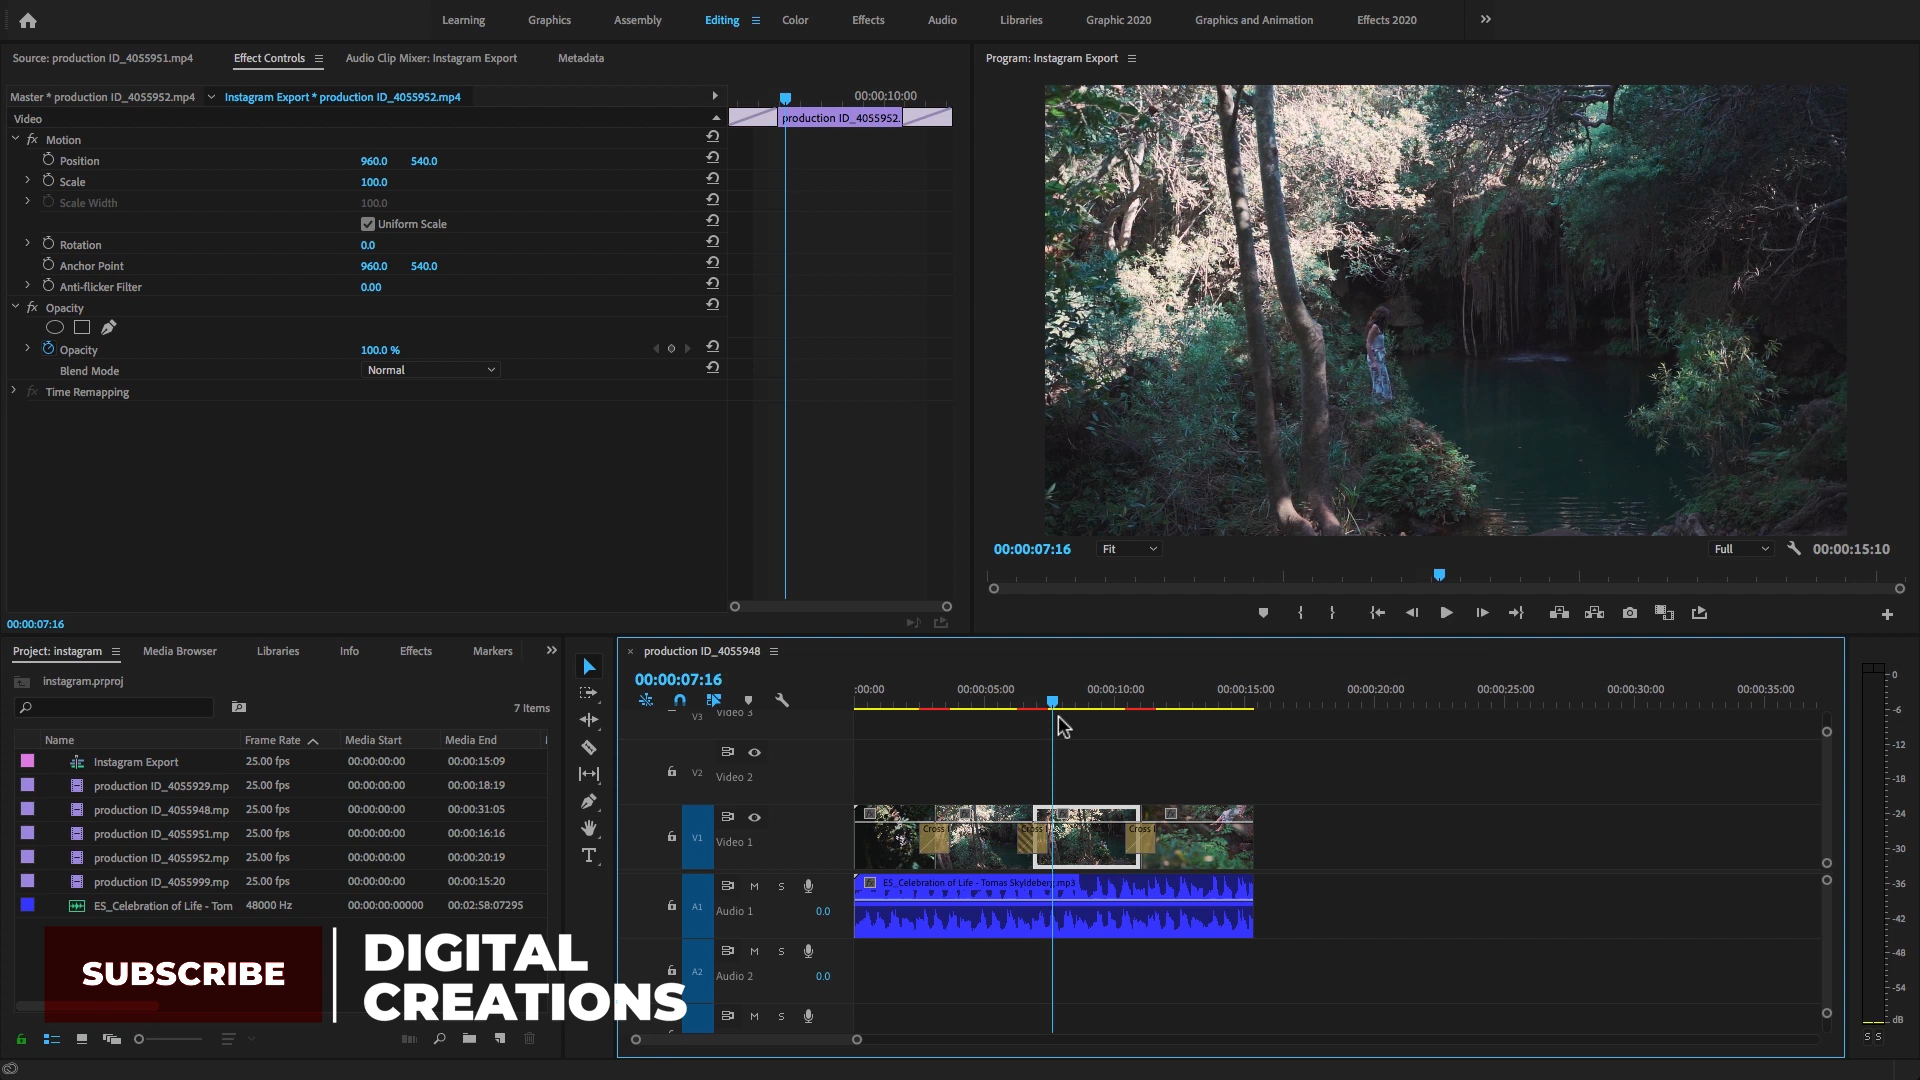 Learning Graphics Assembly Editing Color Effects Audio Libraries Graphic 2020 Graphics and Animation Effects 2020
Source: production ID_4055951.mp4 Effect Controls Audio Clip Mixer: Instagram Export Metadata
Program: Instagram Export
Master * production ID_4055952.mp4 Instagram Export * production ID_4055952.mp4
00:00:10:00
Video
production ID_4055952.
fx Motion
Position 960.0 540.0
Scale 100.0
Scale Width 100.0
Uniform Scale
Rotation 0.0
Anchor Point 960.0 540.0
Anti-flicker Filter 0.00
fx Opacity
Opacity 100.0 %
Blend Mode Normal
fx Time Remapping
00:00:07:16 Fit Full 00:00:15:10
00:00:07:16
Project: instagram Media Browser Libraries Info Effects Markers
instagram.prproj
7 Items
Name Frame Rate Media Start Media End
Instagram Export 25.00 fps 00:00:00:00 00:00:15:09
production ID_4055929.mp 25.00 fps 00:00:00:00 00:00:18:19
production ID_4055948.mp 25.00 fps 00:00:00:00 00:00:31:05
production ID_4055951.mp 25.00 fps 00:00:00:00 00:00:16:16
production ID_4055952.mp 25.00 fps 00:00:00:00 00:00:20:19
production ID_4055999.mp 25.00 fps 00:00:00:00 00:00:15:20
ES_Celebration of Life - Tom 48000 Hz 00:00:00:00000 00:02:58:07295
SUBSCRIBE
DIGITAL
CREATIONS
production ID_4055948
00:00:07:16
:00:00 00:00:05:00 00:00:10:00 00:00:15:00 00:00:20:00 00:00:25:00 00:00:30:00 00:00:35:00
V3 Video 3
V2 Video 2
V1 Video 1
Cross Cross Cross
A1 M S
Audio 1 0.0
ES_Celebration of Life - Tomas Skyldeberg.mp3
A2 M S
Audio 2 0.0
M S
0
-6
-12
-18
-24
-30
-36
-42
-48
-54
dB
S S